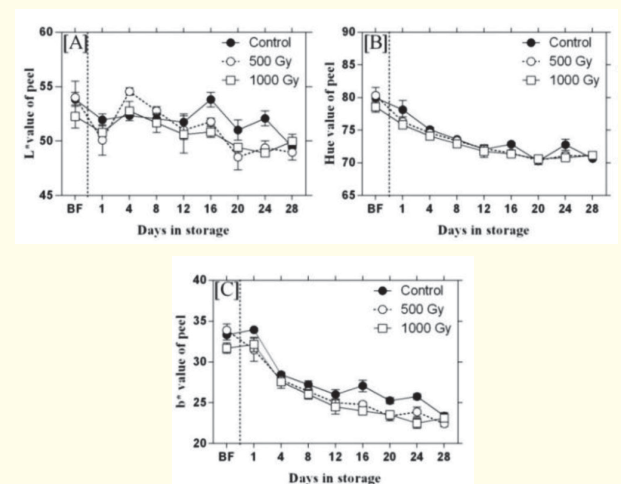 [A]
Control
500 Gy
1000 Gy
L*value of peel
60
55
50
45
BF 1 4 8 12 16 20 24 28
Days in storage
[B]
Control
500 Gy
1000 Gy
Hue value of peel
90
80
70
65
BF 1 4 8 12 16 20 24 28
Days in storage
[C]
Control
500 Gy
1000 Gy
b* value of peel
40
35
30
25
20
BF 1 4 8 12 16 20 24 28
Days in storage